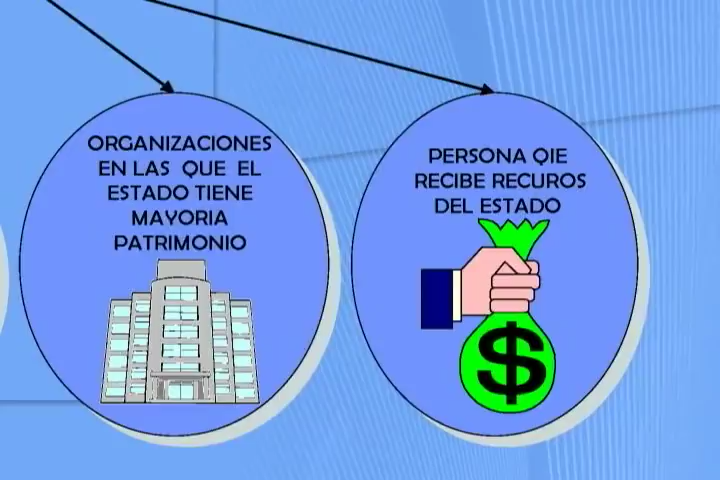 ORGANIZACIONES
EN LAS QUE EL
ESTADO TIENE
MAYORIA
PATRIMONIO
PERSONA QIE
RECIBE RECUROS
DEL ESTADO
$